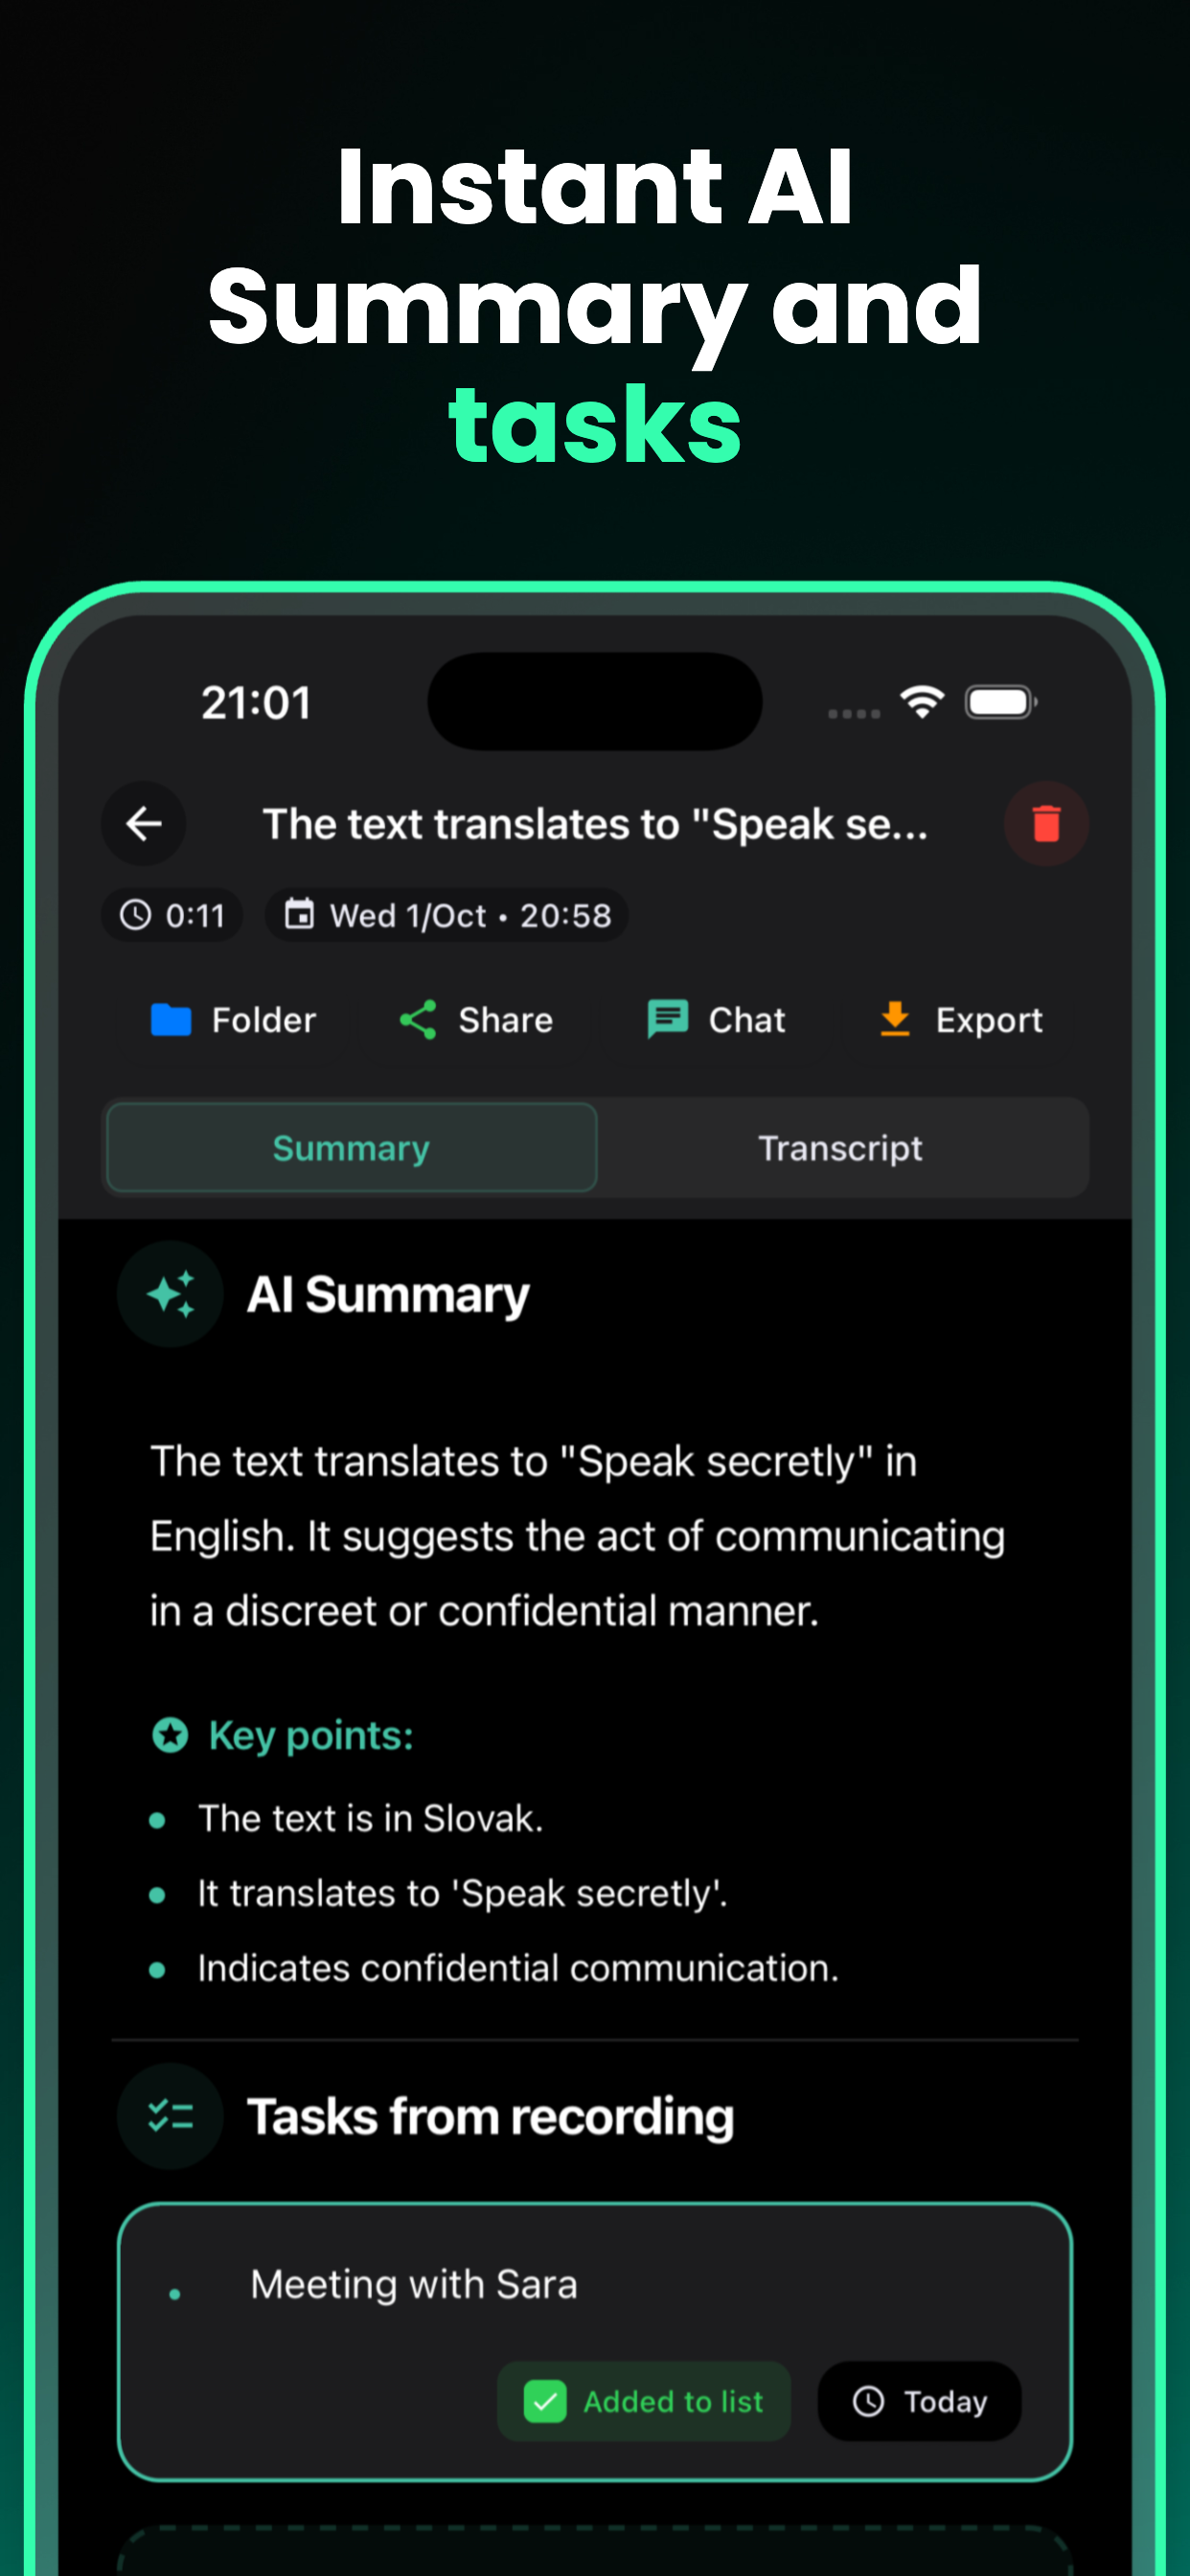 Instant AI
Summary and
tasks
21:01
The text translates to "Speak se...
0:11
Wed 1/Oct • 20:58
Folder
Share
Chat
Export
Summary
Transcript
AI Summary
The text translates to "Speak secretly" in
English. It suggests the act of communicating
in a discreet or confidential manner.
Key points:
The text is in Slovak.
It translates to 'Speak secretly'.
Indicates confidential communication.
Tasks from recording
Meeting with Sara
Added to list
Today